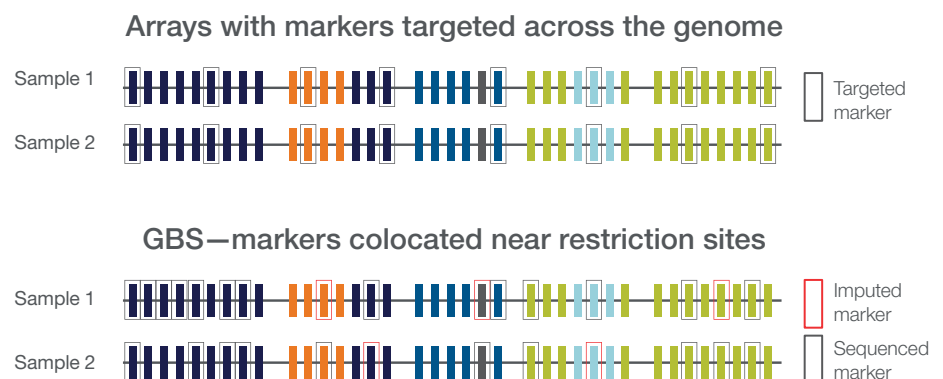 Arrays with markers targeted across the genome
Sample 1
Targeted
marker
Sample 2
GBS—markers colocated near restriction sites
Sample 1
Imputed
marker
Sample 2
Sequenced
marker